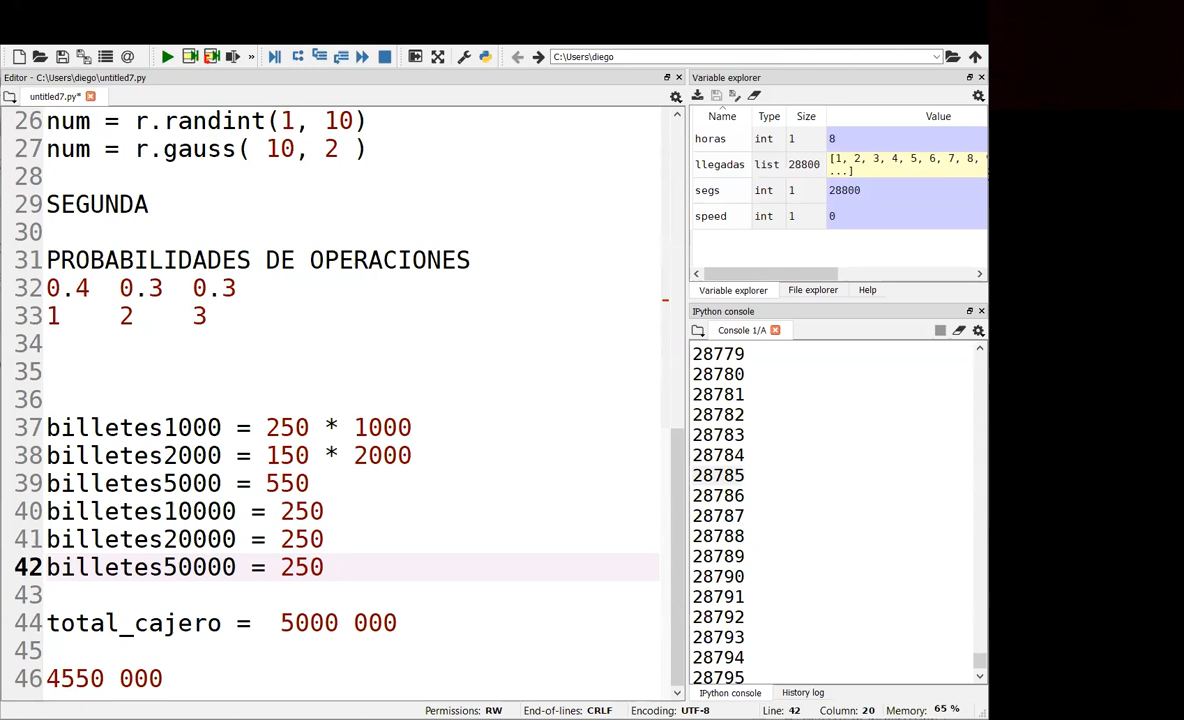 C:\Users\diego
Editor - C:\Users\diego\untitled7.py
untitled7.py*
26 num = r.randint(1, 10)
27 num = r.gauss( 10, 2 )
28
29 SEGUNDA
30
31 PROBABILIDADES DE OPERACIONES
32 0.4 0.3 0.3
33 1 2 3
34
35
36
37 billetes1000 = 250 * 1000
38 billetes2000 = 150 * 2000
39 billetes5000 = 550
40 billetes10000 = 250
41 billetes20000 = 250
42 billetes50000 = 250
43
44 total_cajero = 5000 000
45
46 4550 000
Variable explorer
Name Type Size Value
horas int 1 8
llegadas list 28800 [1, 2, 3, 4, 5, 6, 7, 8,
...]
segs int 1 28800
speed int 1 0
Variable explorer File explorer Help
IPython console
Console 1/A
28779
28780
28781
28782
28783
28784
28785
28786
28787
28788
28789
28790
28791
28792
28793
28794
28795
IPython console History log
Permissions: RW End-of-lines: CRLF Encoding: UTF-8 Line: 42 Column: 20 Memory: 65 %